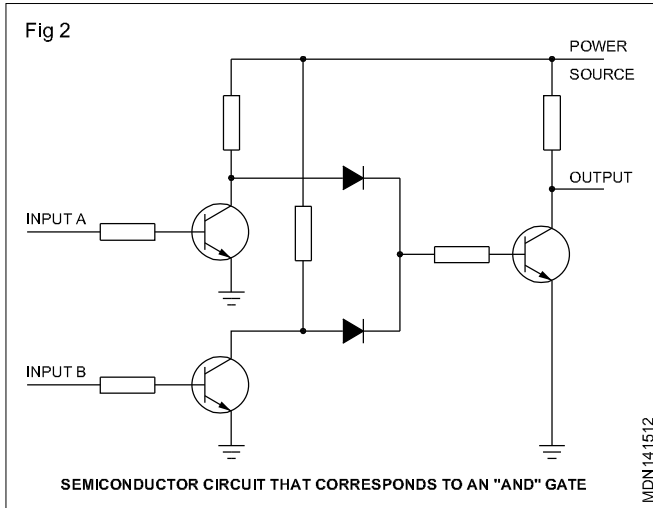 Fig 2
POWER
SOURCE
OUTPUT
INPUT A
INPUT B
SEMICONDUCTOR CIRCUIT THAT CORRESPONDS TO AN "AND" GATE
MDN141512